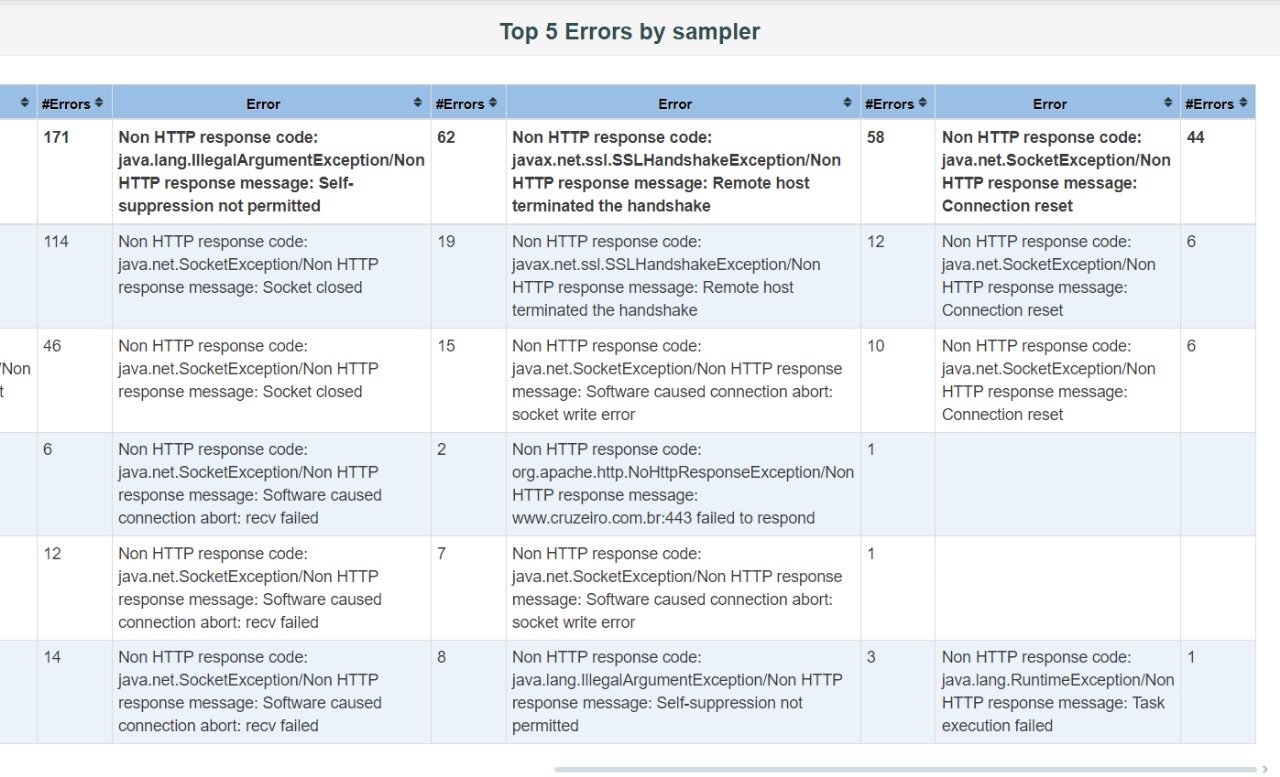 Top 5 Errors by sampler
#Errors Error #Errors Error #Errors Error #Errors
171 Non HTTP response code: 62 Non HTTP response code: 58 Non HTTP response code: 44
java.lang.IllegalArgumentException/Non javax.net.ssl.SSLHandshakeException/Non java.net.SocketException/Non
HTTP response message: Self- HTTP response message: Remote host HTTP response message:
suppression not permitted terminated the handshake Connection reset
114 Non HTTP response code: 19 Non HTTP response code: 12 Non HTTP response code: 6
java.net.SocketException/Non HTTP javax.net.ssl.SSLHandshakeException/Non java.net.SocketException/Non
response message: Socket closed HTTP response message: Remote host HTTP response message:
terminated the handshake Connection reset
46 Non HTTP response code: 15 Non HTTP response code: 10 Non HTTP response code: 6
/Non java.net.SocketException/Non HTTP java.net.SocketException/Non HTTP response java.net.SocketException/Non
t response message: Socket closed message: Software caused connection abort: HTTP response message:
socket write error Connection reset
6 Non HTTP response code: 2 Non HTTP response code: 1
java.net.SocketException/Non HTTP org.apache.http.NoHttpResponseException/Non
response message: Software caused HTTP response message:
connection abort: recv failed www.cruzeiro.com.br:443 failed to respond
12 Non HTTP response code: 7 Non HTTP response code: 1
java.net.SocketException/Non HTTP java.net.SocketException/Non HTTP response
response message: Software caused message: Software caused connection abort:
connection abort: recv failed socket write error
14 Non HTTP response code: 8 Non HTTP response code: 3 Non HTTP response code: 1
java.net.SocketException/Non HTTP java.lang.IllegalArgumentException/Non HTTP java.lang.RuntimeException/Non
response message: Software caused response message: Self-suppression not HTTP response message: Task
connection abort: recv failed permitted execution failed